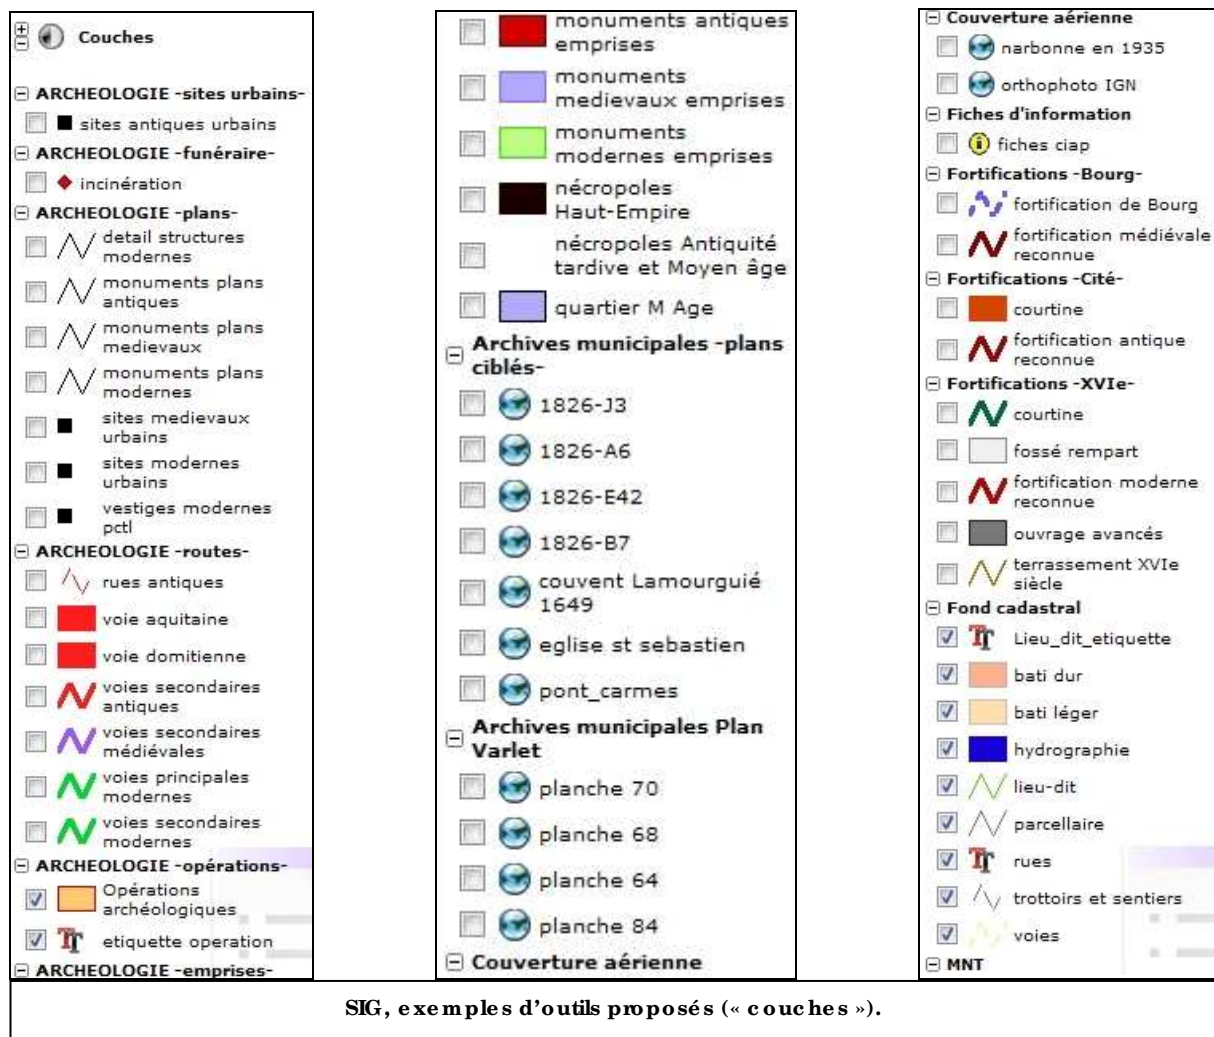 Couches
ARCHEOLOGIE -sites urbains-
sites antiques urbains
ARCHEOLOGIE -funéraire-
incinération
ARCHEOLOGIE -plans-
detail structures
modernes
monuments plans
antiques
monuments plans
medievaux
monuments plans
modernes
sites medievaux
urbains
sites modernes
urbains
vestiges modernes
pctl
ARCHEOLOGIE -routes-
rues antiques
voie aquitaine
voie domitienne
voies secondaires
antiques
voies secondaires
médiévales
voies principales
modernes
voies secondaires
modernes
ARCHEOLOGIE -opérations-
Opérations
archéologiques
etiquette operation
ARCHEOLOGIE -emprises-
monuments antiques
emprises
monuments
medievaux emprises
monuments
modernes emprises
nécropoles
Haut-Empire
nécropoles Antiquité
tardive et Moyen âge
quartier M Age
Archives municipales -plans
ciblés-
1826-J3
1826-A6
1826-E42
1826-B7
couvent Lamourguié
1649
eglise st sebastien
pont_carmes
Archives municipales Plan
Varlet
planche 70
planche 68
planche 64
planche 84
Couverture aérienne
Couverture aérienne
narbonne en 1935
orthophoto IGN
Fiches d'information
fiches ciap
Fortifications -Bourg-
fortification de Bourg
fortification médiévale
reconnue
Fortifications -Cité-
courtine
fortification antique
reconnue
Fortifications -XVIe-
courtine
fossé rempart
fortification moderne
reconnue
ouvrage avancés
terrassement XVIe
siècle
Fond cadastral
Lieu_dit_etiquette
bati dur
bati léger
hydrographie
lieu-dit
parcellaire
rues
trottoirs et sentiers
voies
MNT
SIG, exemples d'outils proposés (« couches »).